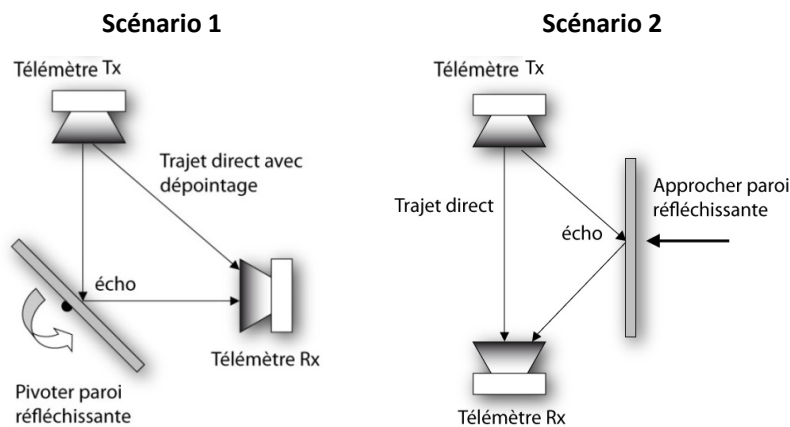 Scénario 1
Télémètre Tx
Trajet direct avec
dépointage
écho
Télémètre Rx
Pivoter paroi
réfléchissante
Scénario 2
Télémètre Tx
Trajet direct
écho
Approcher paroi
réfléchissante
Télémètre Rx